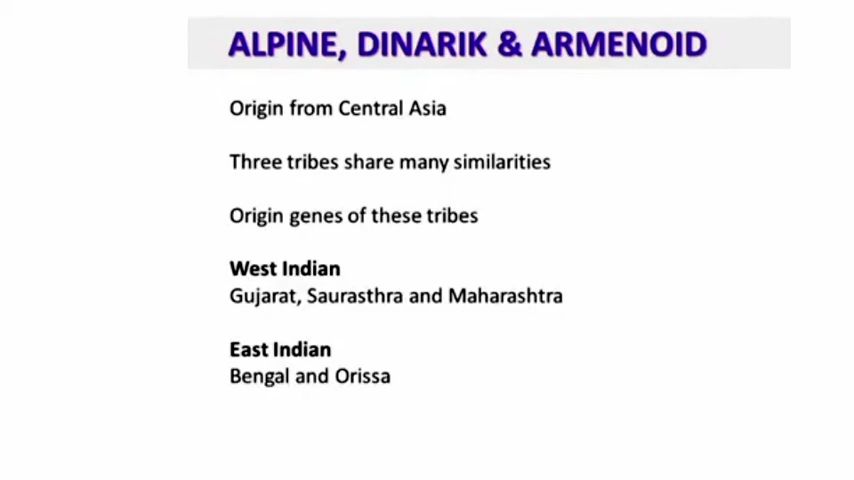 ALPINE, DINARIK & ARMENOID
Origin from Central Asia
Three tribes share many similarities
Origin genes of these tribes
West Indian
Gujarat, Saurasthra and Maharashtra
East Indian
Bengal and Orissa